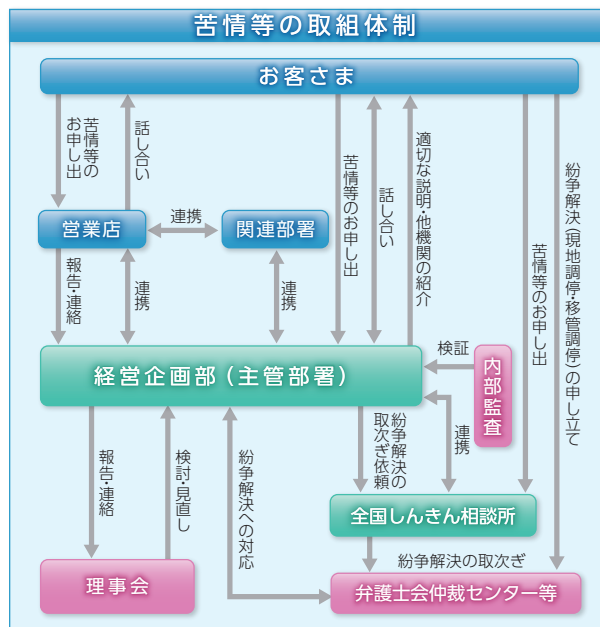 苦情等の取組体制
お客さま
苦情等の
お申し出
話し合い
苦情等のお申し出
話し合い
適切な説明・他機関の紹介
苦情等のお申し出
紛争解決(現地調停・移管調停)の申し立て
営業店
連携
関連部署
報告・連絡
連携
連携
経営企画部(主管部署)
検証
内部監査
報告・連絡
検討・見直し
紛争解決への対応
紛争解決の
取次ぎ依頼
連携
全国しんきん相談所
紛争解決の取次ぎ
理事会
弁護士会仲裁センター等